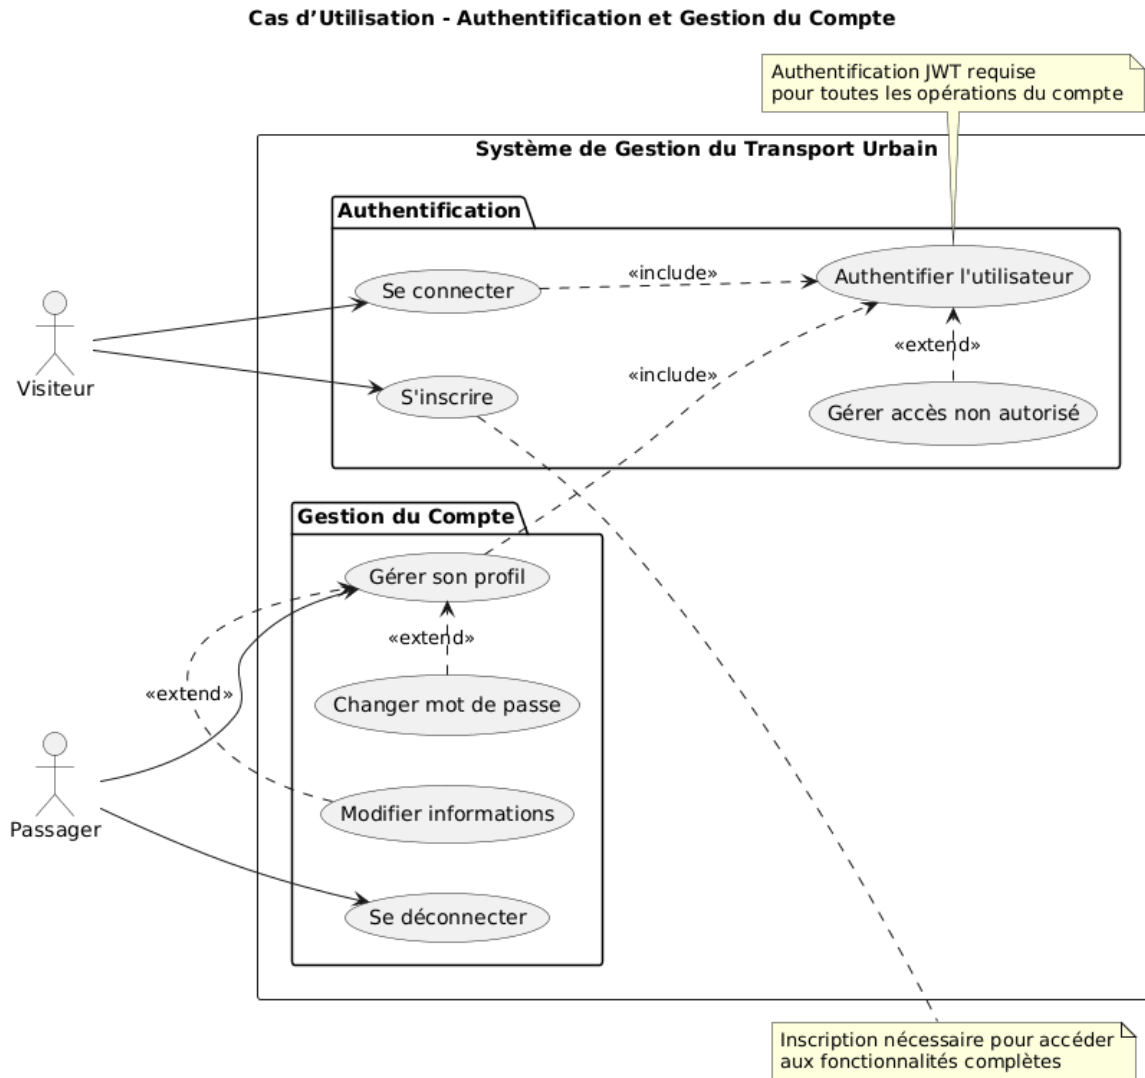 Cas d’Utilisation - Authentification et Gestion du Compte
Authentification JWT requise
pour toutes les opérations du compte
Système de Gestion du Transport Urbain
Authentification
Se connecter
«include»
Authentifier l'utilisateur
Visiteur
S'inscrire
«include»
«extend»
Gérer accès non autorisé
Gestion du Compte
Gérer son profil
«extend»
«extend»
Changer mot de passe
Passager
Modifier informations
Se déconnecter
Inscription nécessaire pour accéder
aux fonctionnalités complètes